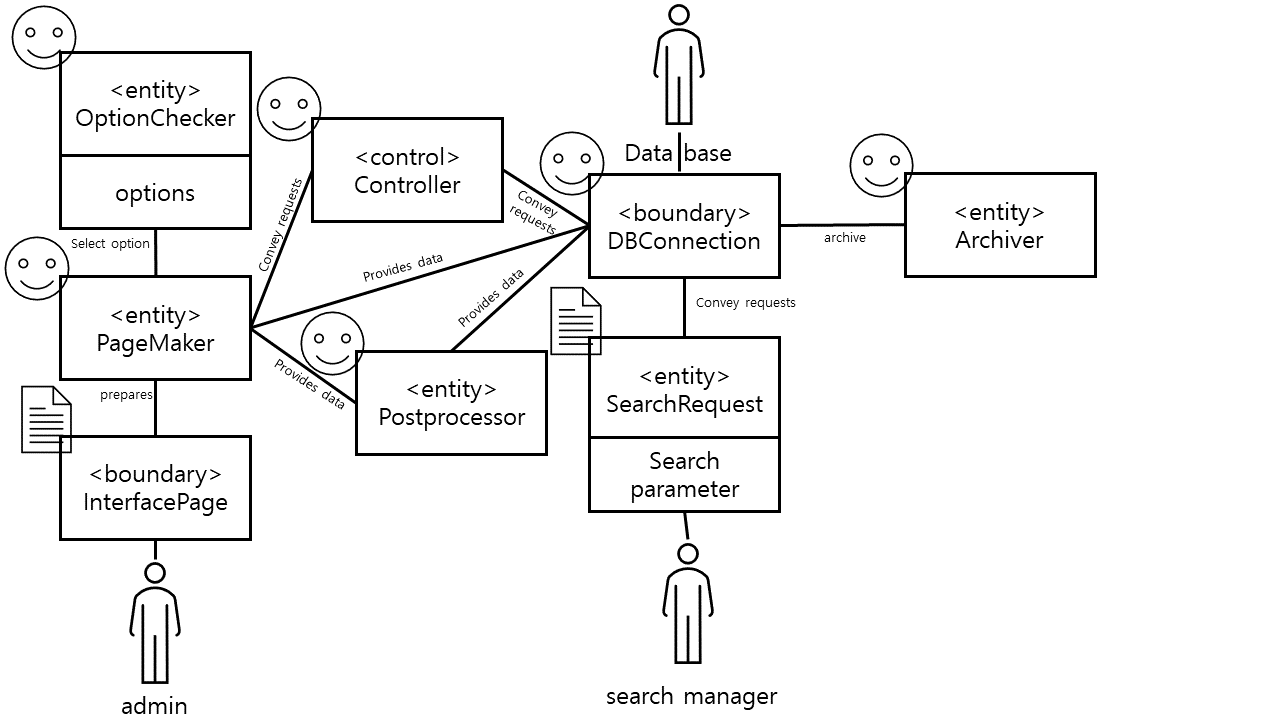 <entity>
OptionChecker
options
Select option
<entity>
PageMaker
prepares
<boundary>
InterfacePage
admin
<control>
Controller
Convey requests
Convey
requests
Provides data
Provides data
Provides data
<entity>
Postprocessor
Data base
<boundary>
DBConnection
archive
<entity>
Archiver
Convey requests
<entity>
SearchRequest
Search
parameter
search manager